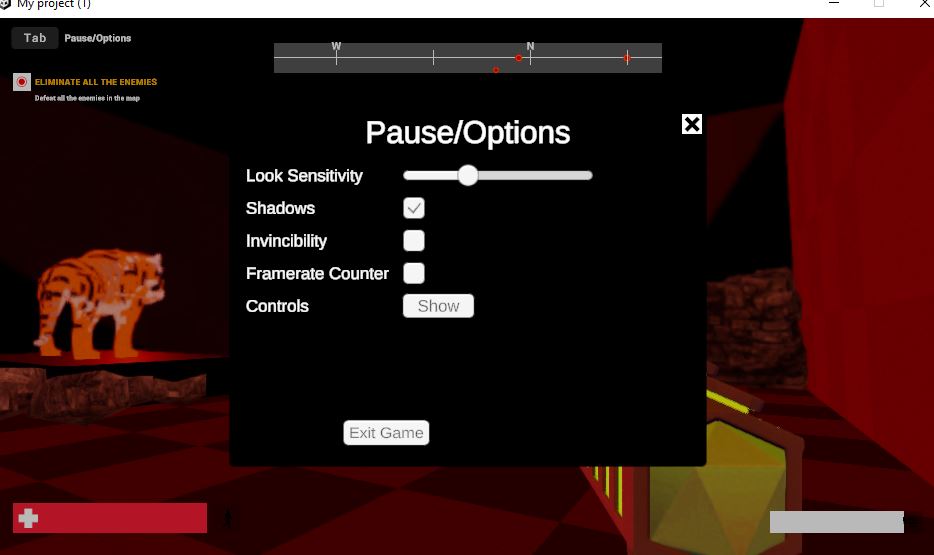 My project (1)
Tab Pause/Options
W N
ELIMINATE ALL THE ENEMIES
Defeat all the enemies in the map
Pause/Options
Look Sensitivity
Shadows
Invincibility
Framerate Counter
Controls Show
Exit Game